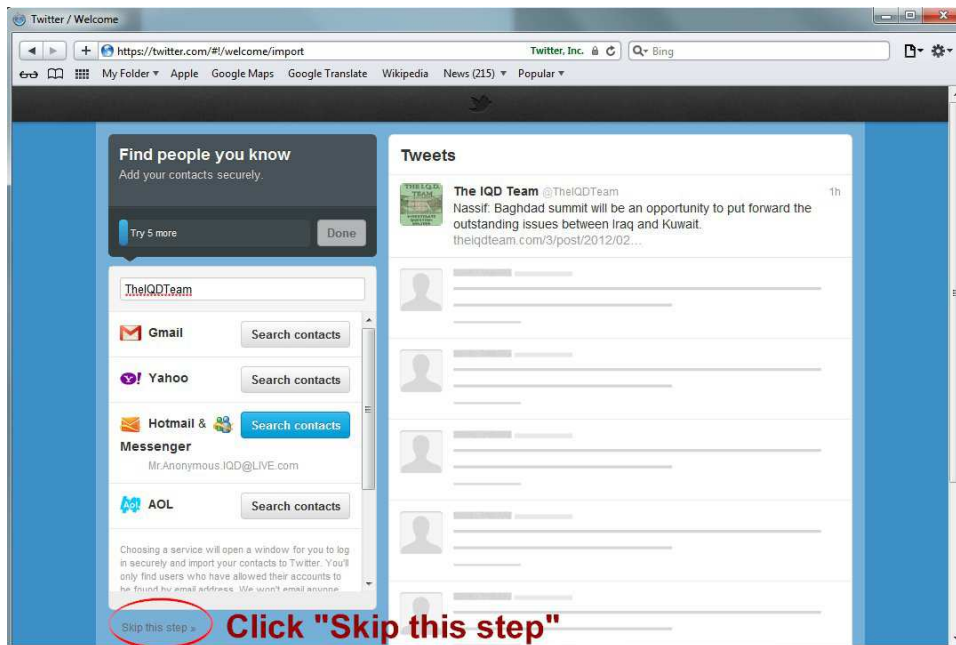 Twitter / Welcome
https://twitter.com/#!/welcome/import
Twitter, Inc.
Bing
My Folder Apple Google Maps Google Translate Wikipedia News (215) Popular
Find people you know
Add your contacts securely.
Try 5 more
Done
TheIQDTeam
Gmail
Search contacts
Yahoo
Search contacts
Hotmail &
Messenger
Search contacts
Mr.Anonymous.IQD@LIVE.com
AOL
Search contacts
Choosing a service will open a window for you to log
in securely and import your contacts to Twitter. You'll
only find users who have allowed their accounts to
be found by email address. We won't email anyone
Skip this step »
Click "Skip this step"
Tweets
THE I.Q.D.
TEAM
The IQD Team @TheIQDTeam
1h
Nassif: Baghdad summit will be an opportunity to put forward the
outstanding issues between Iraq and Kuwait.
theiqdteam.com/3/post/2012/02...